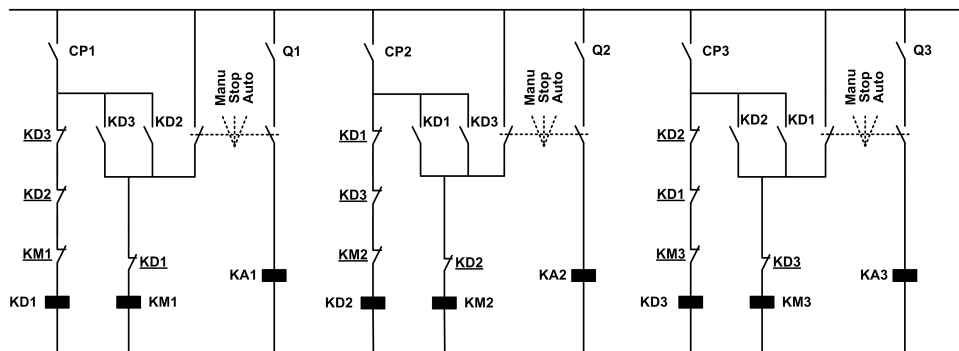 CP1
Q1
CP2
Q2
CP3
Q3
Manu
Stop
Auto
Manu
Stop
Auto
Manu
Stop
Auto
KD3
KD3
KD2
KD1
KD1
KD3
KD2
KD2
KD1
KD2
KD3
KD1
KM1
KD1
KM2
KD2
KM3
KD3
KA1
KA2
KA3
KD1
KM1
KD2
KM2
KD3
KM3